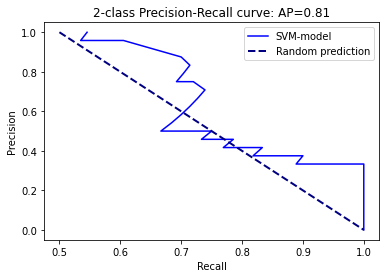 2-class Precision-Recall curve: AP=0.81
SVM-model
Random prediction
Precision
1.0
0.8
0.6
0.4
0.2
0.0
0.5
0.6
0.7
0.8
0.9
1.0
Recall